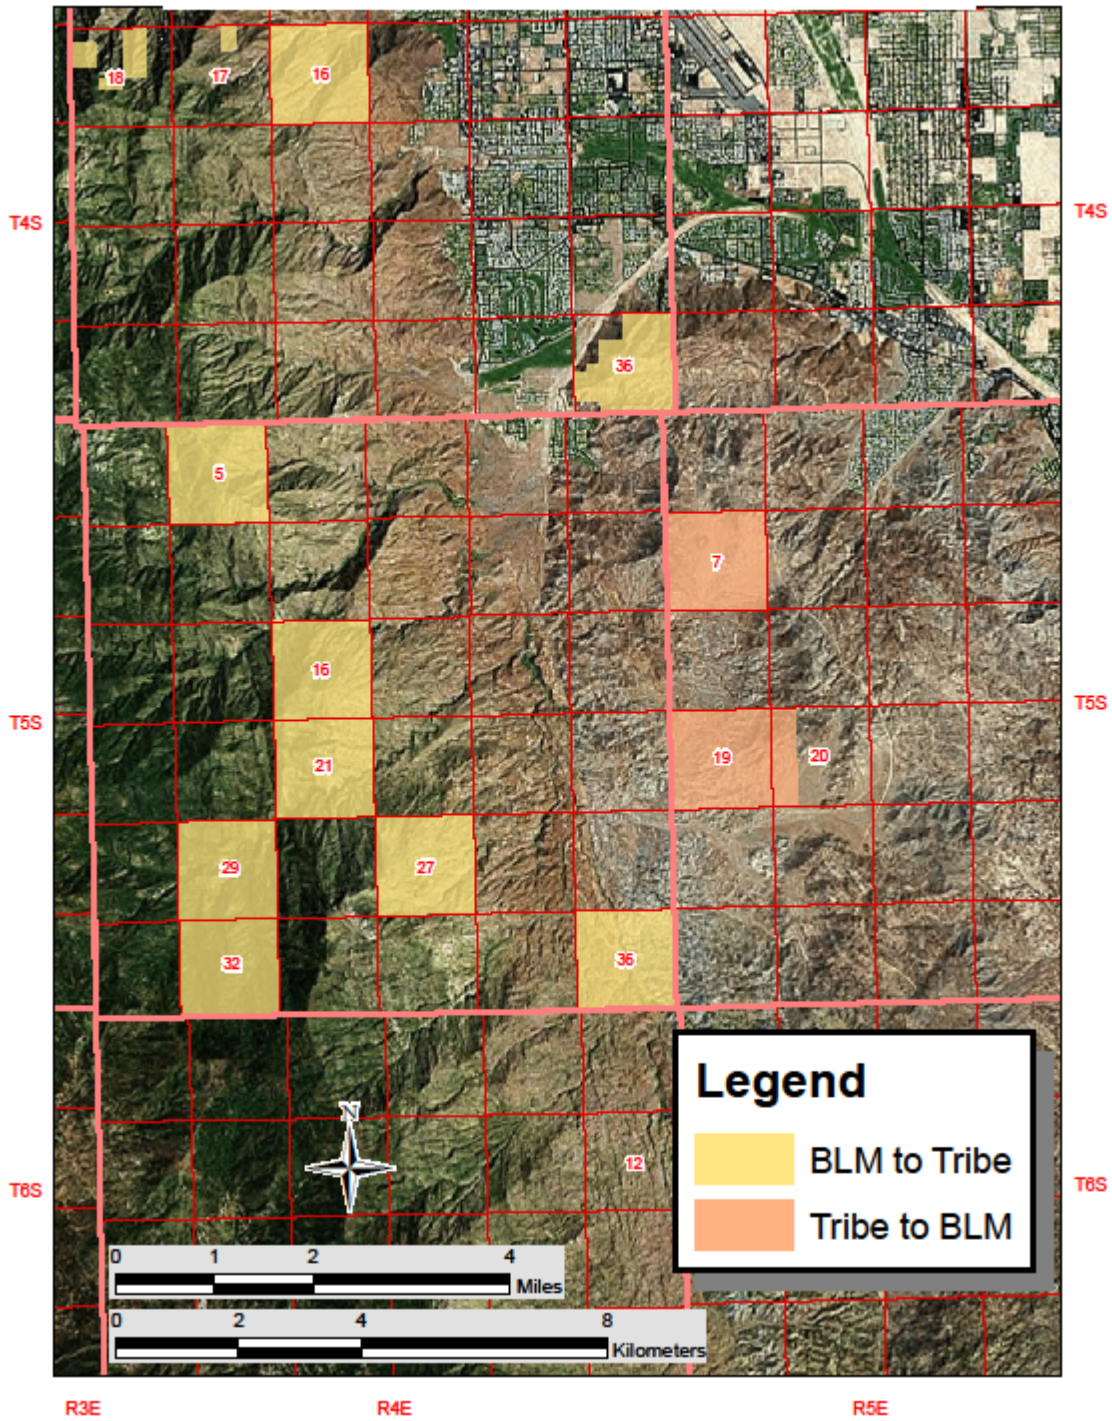 18 17 16
T4S T4S
36
5
7
16
T5S T5S
21 19 20
29 27
32 36
Legend
N
BLM to Tribe
12
T6S T6S
Tribe to BLM
0 1 2 4
Miles
0 2 4 8
Kilometers
R3E R4E R5E